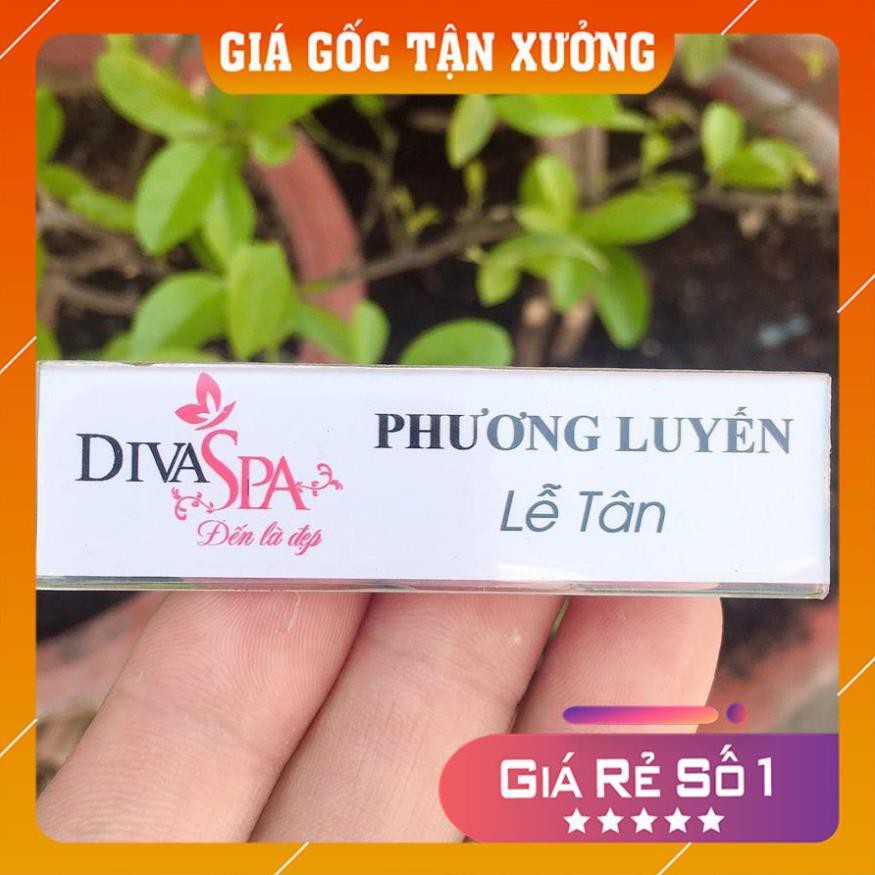 GIÁ GỐC TẬN XƯỞNG
DIVA SPA
Đến là đẹp
PHƯƠNG LUYẾN
Lễ Tân
GIÁ RẺ SỐ 1